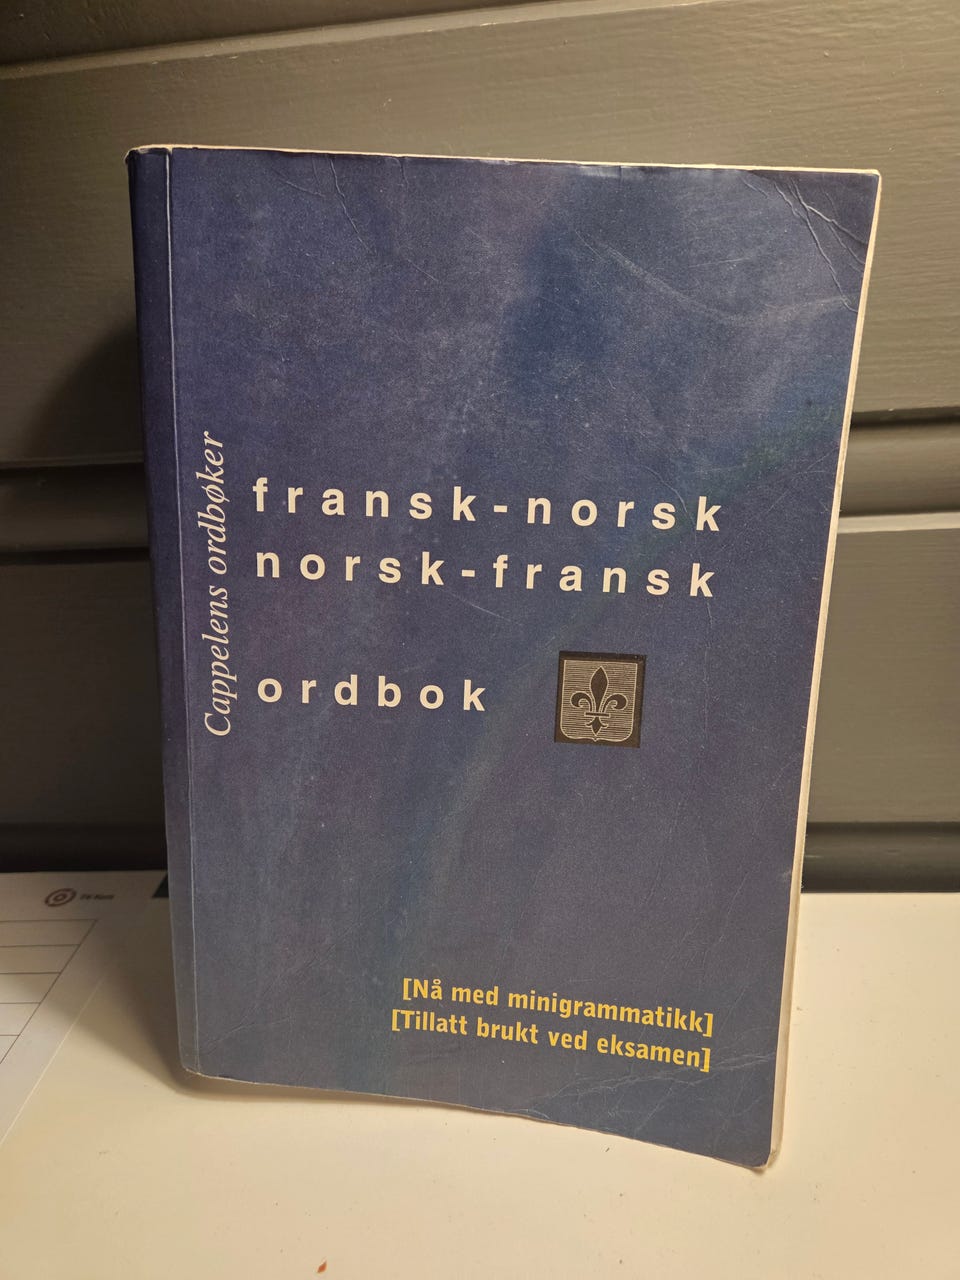 Cappelens ordbøker
fransk-norsk
norsk-fransk
ordbok
[Nå med minigrammatikk]
[Tillatt brukt ved eksamen]